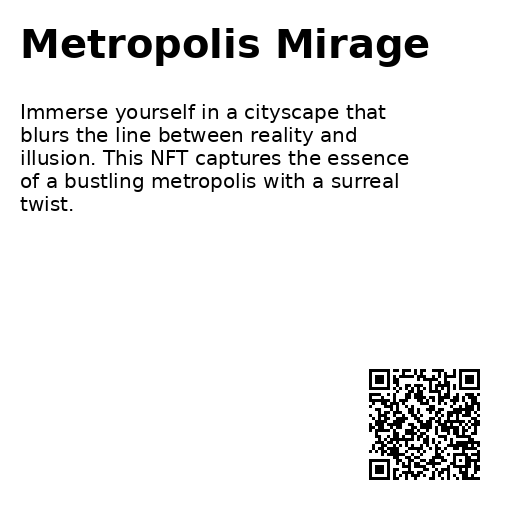 Metropolis Mirage
Immerse yourself in a cityscape that
blurs the line between reality and
illusion. This NFT captures the essence
of a bustling metropolis with a surreal
twist.